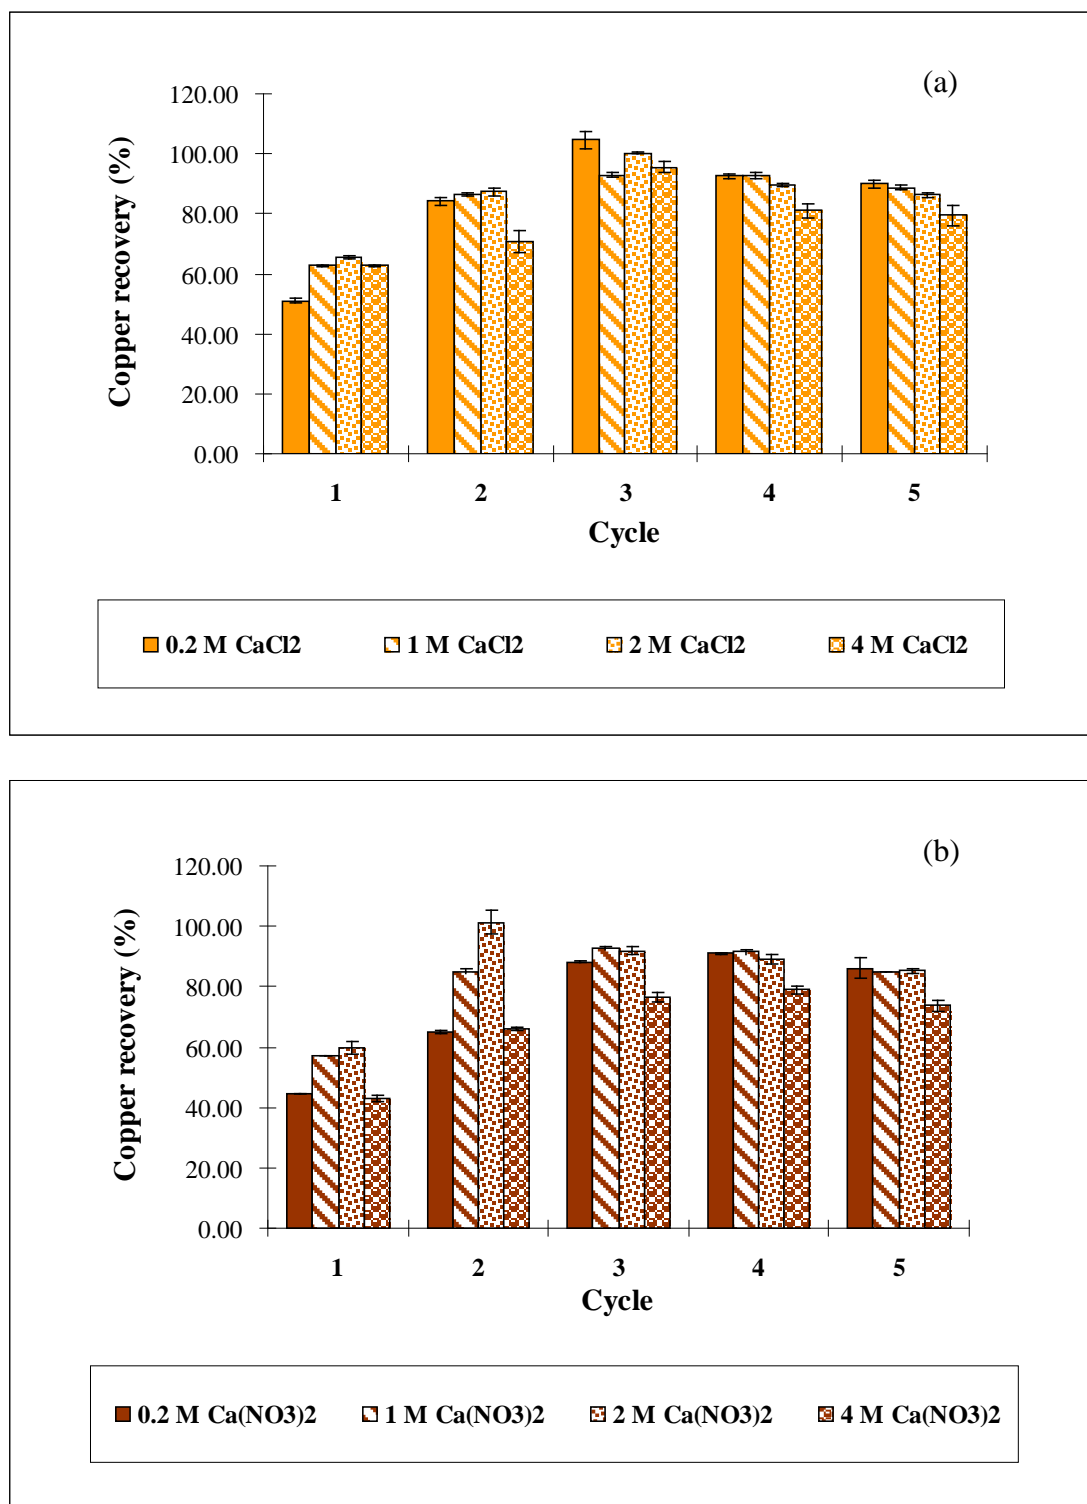 (a)
120.00
100.00
80.00
60.00
40.00
20.00
0.00
Copper recovery (%)
1 2 3 4 5
Cycle
0.2 M CaCl2 1 M CaCl2 2 M CaCl2 4 M CaCl2
(b)
120.00
100.00
80.00
60.00
40.00
20.00
0.00
Copper recovery (%)
1 2 3 4 5
Cycle
0.2 M Ca(NO3)2 1 M Ca(NO3)2 2 M Ca(NO3)2 4 M Ca(NO3)2